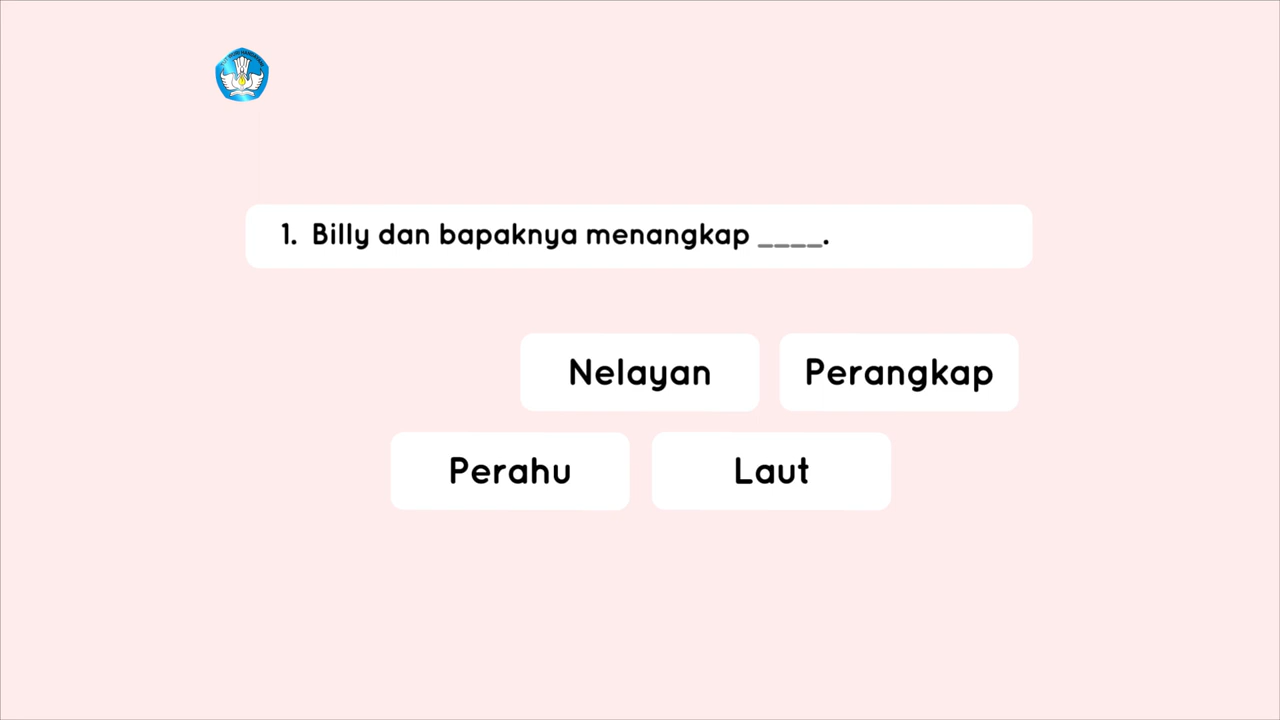 1. Billy dan bapaknya menangkap ____.
Nelayan
Perangkap
Perahu
Laut